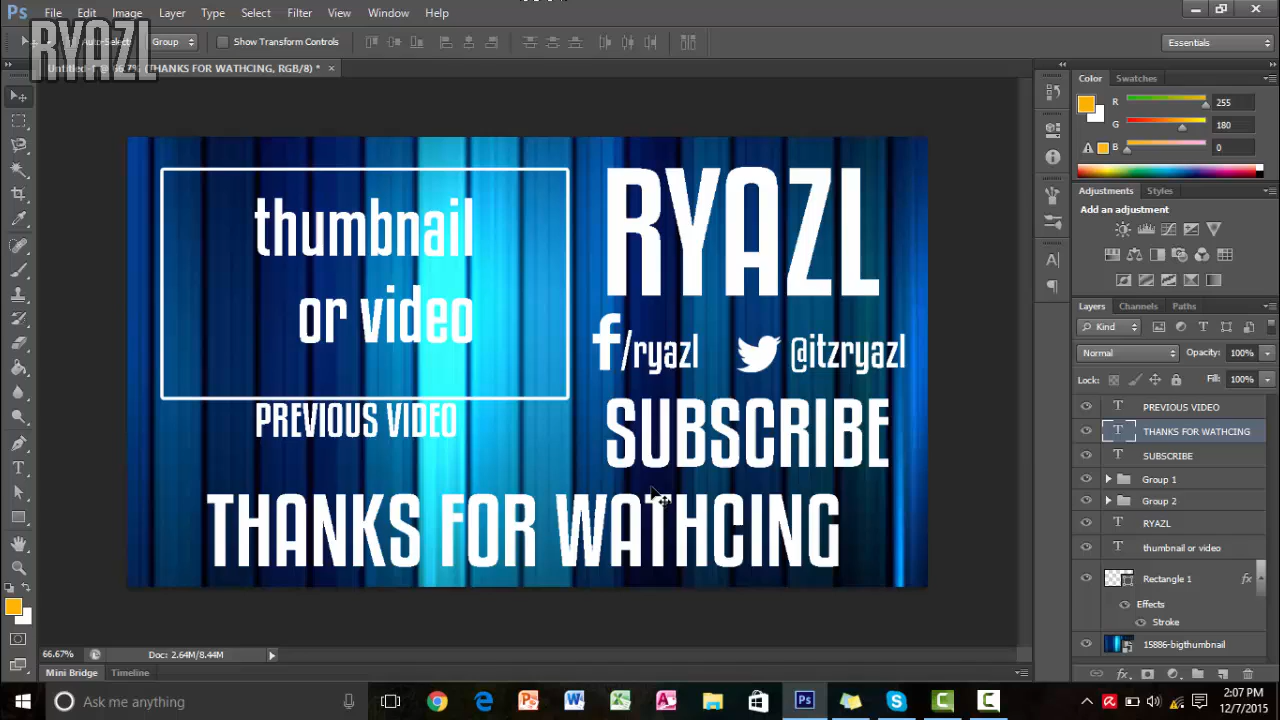 Ps File Edit Image Layer Type Select Filter View Window Help
RYAZL
Auto-Select: Group Show Transform Controls Essentials
(THANKS FOR WATHCING, RGB/8) * ×
thumbnail
or video
PREVIOUS VIDEO
RYAZL
f/ryazl @itzryazl
SUBSCRIBE
THANKS FOR WATHCING
Color Swatches
R 255
G 180
B 0
Adjustments Styles
Add an adjustment
Layers Channels Paths
Kind
Normal Opacity: 100%
Lock: Fill: 100%
PREVIOUS VIDEO
THANKS FOR WATHCING
SUBSCRIBE
Group 1
Group 2
RYAZL
thumbnail or video
Rectangle 1 fx
Effects
Stroke
15886-bigthumbnail
66.67% Doc: 2.64M/8.44M
Mini Bridge Timeline
Ask me anything
2:07 PM
12/7/2015